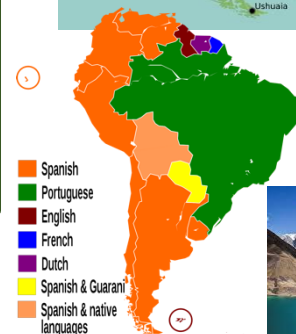 Ushuaia
Spanish
Portuguese
English
French
Dutch
Spanish & Guarani
Spanish & native
languages